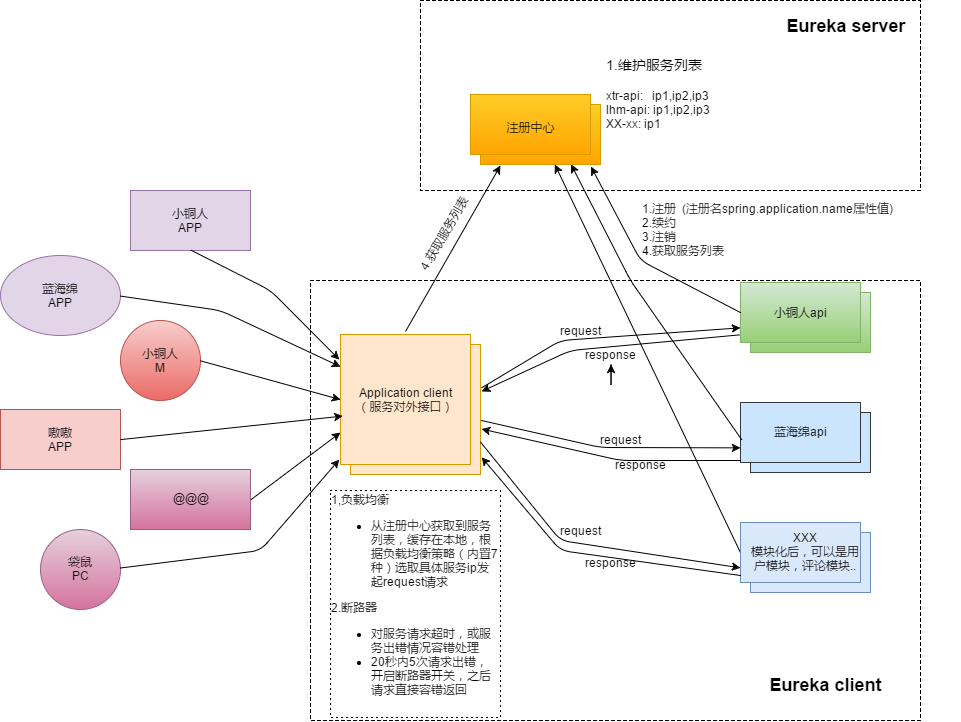 Eureka server
1.维护服务列表
xtr-api: ip1,ip2,ip3
lhm-api: ip1,ip2,ip3
XX-xx: ip1
注册中心
1.注册 (注册名spring.application.name属性值)
2.续约
3.注销
4.获取服务列表
4.获取服务列表
小铜人
APP
蓝海绵
APP
小铜人
M
嗷嗷
APP
@@@
袋鼠
PC
Application client
（服务对外接口）
request
response
小铜人api
request
response
蓝海绵api
request
response
XXX
模块化后，可以是用
户模块，评论模块..
1,负载均衡
• 从注册中心获取到服务
列表，缓存在本地，根
据负载均衡策略（内置7
种）选取具体服务ip发
起request请求
2.断路器
• 对服务请求超时，或服
务出错情况容错处理
• 20秒内5次请求出错，
开启断路器开关，之后
请求直接容错返回
Eureka client